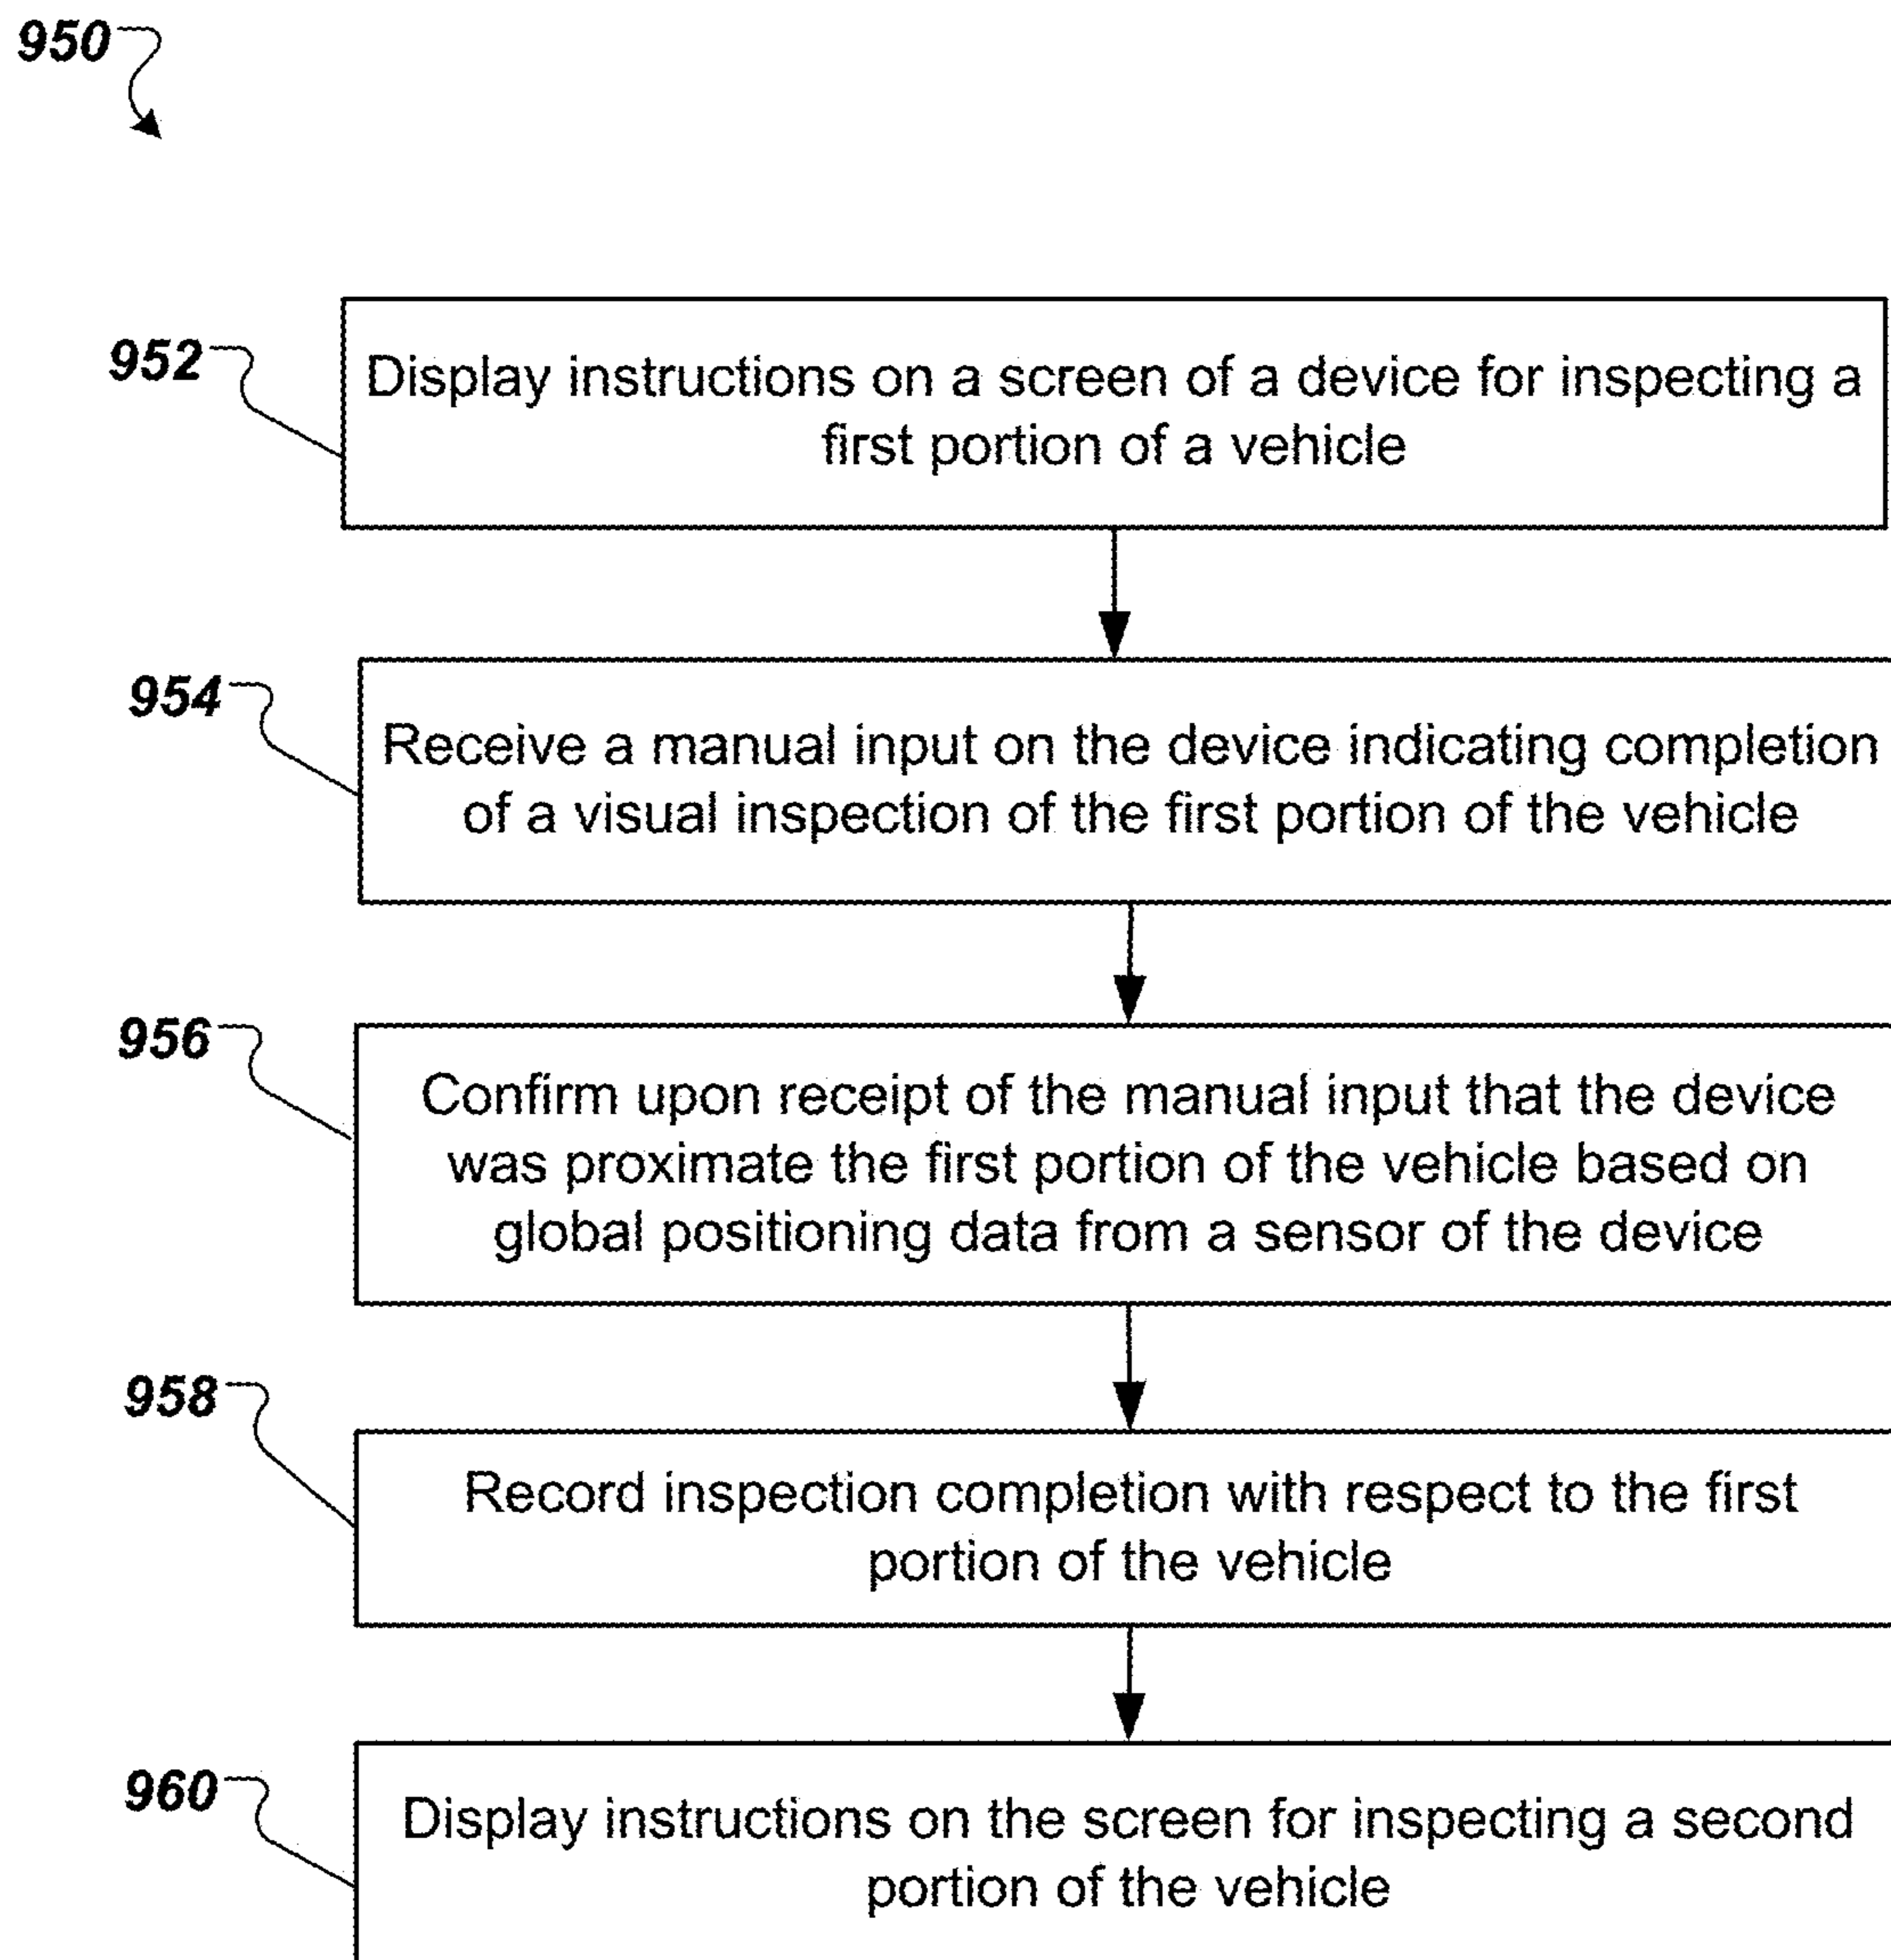 950
952
Display instructions on a screen of a device for inspecting a
first portion of a vehicle
954
Receive a manual input on the device indicating completion
of a visual inspection of the first portion of the vehicle
956
Confirm upon receipt of the manual input that the device
was proximate the first portion of the vehicle based on
global positioning data from a sensor of the device
958
Record inspection completion with respect to the first
portion of the vehicle
960
Display instructions on the screen for inspecting a second
portion of the vehicle